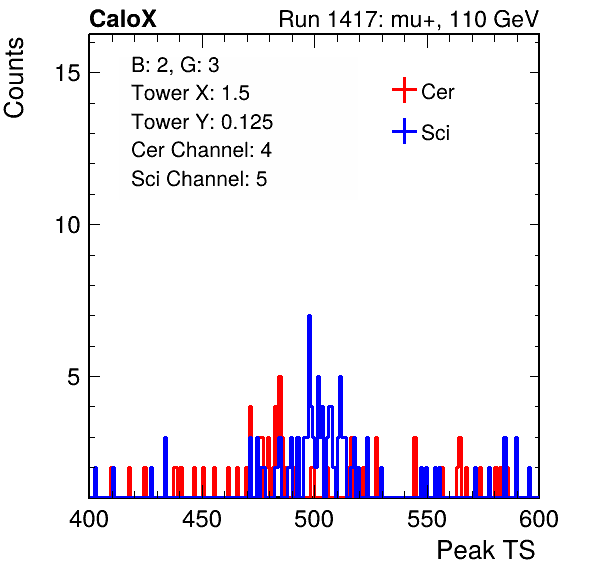 CaloX Run 1417: mu+, 110 GeV
Counts
B: 2, G: 3
Tower X: 1.5
Tower Y: 0.125
Cer Channel: 4
Sci Channel: 5
Cer
Sci
15
10
5
400 450 500 550 600
Peak TS